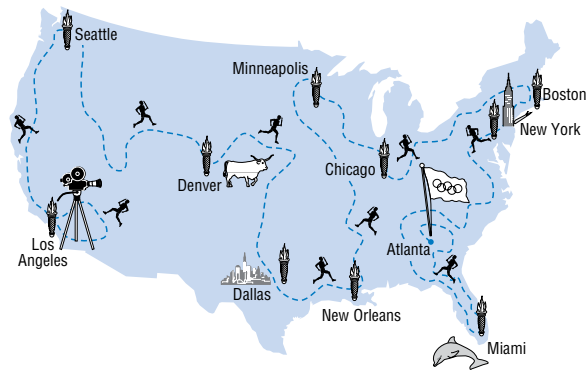 Seattle
Minneapolis
Boston
New York
Chicago
Denver
Los
Angeles
Atlanta
Dallas
New Orleans
Miami